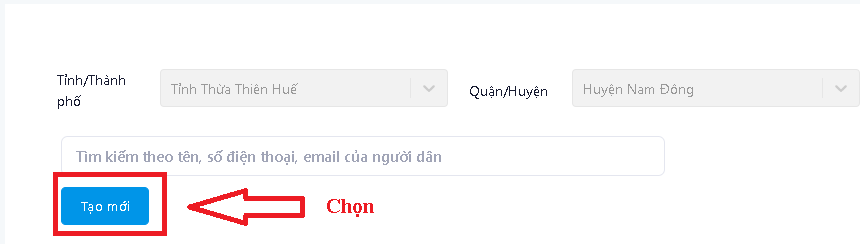 Tỉnh/Thành
phố
Tỉnh Thừa Thiên Huế
Quận/Huyện
Huyện Nam Đông
Tìm kiếm theo tên, số điện thoại, email của người dân
Tạo mới
Chọn